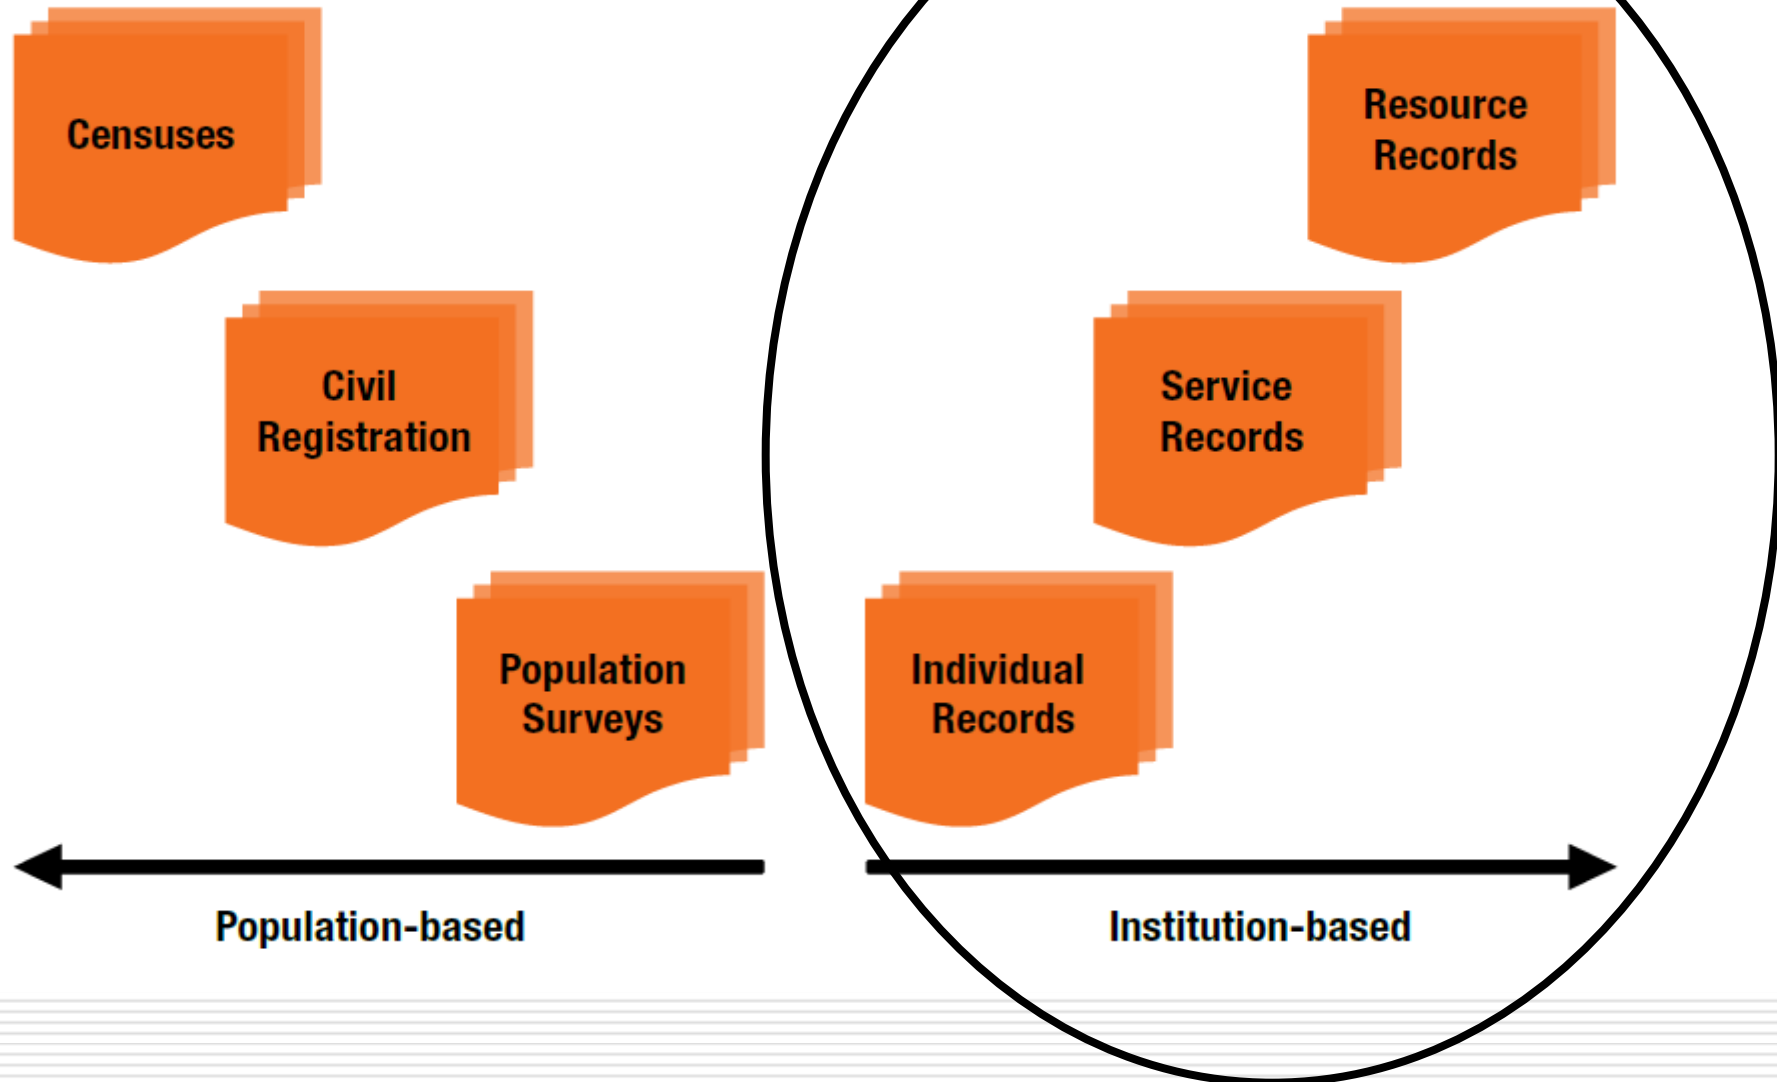 Censuses
Resource
Records
Civil
Registration
Service
Records
Population
Surveys
Individual
Records
Population-based
Institution-based